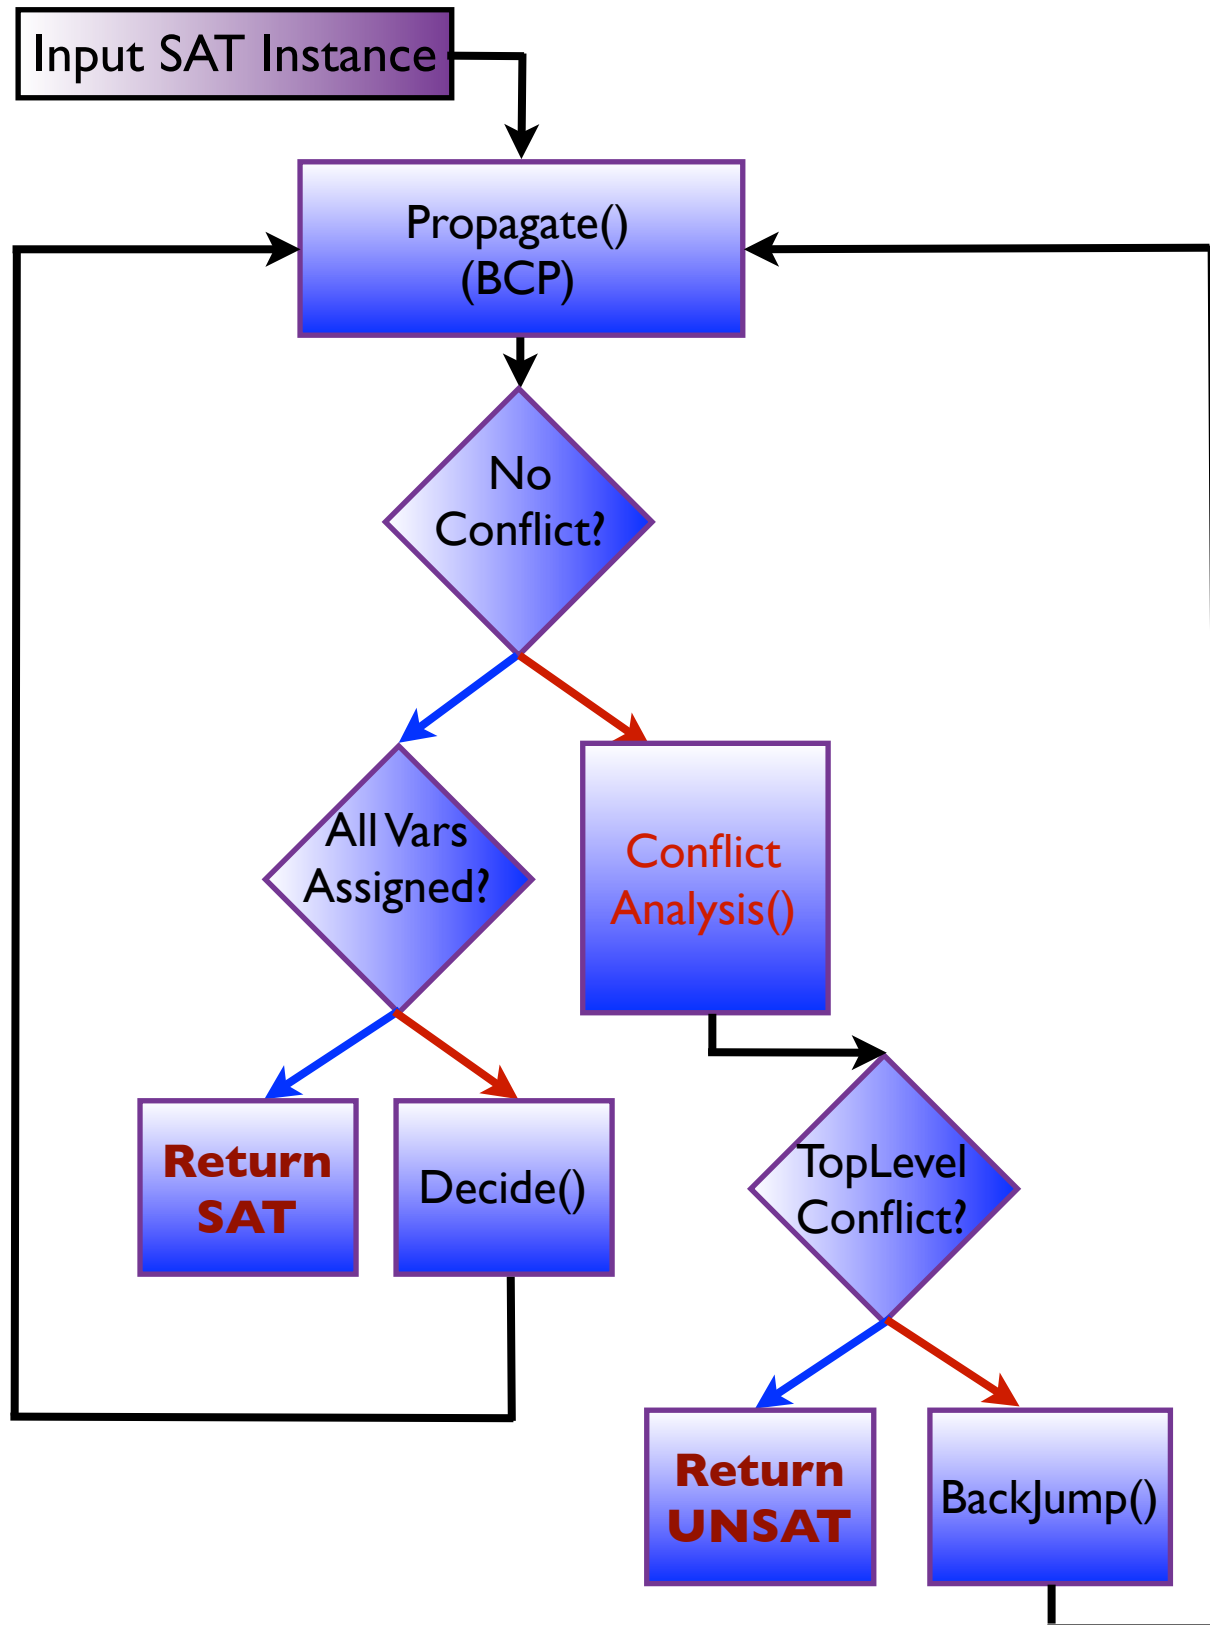 Input SAT Instance
Propagate()
(BCP)
No
Conflict?
All Vars
Assigned?
Conflict
Analysis()
Return
SAT
Decide()
TopLevel
Conflict?
Return
UNSAT
BackJump()